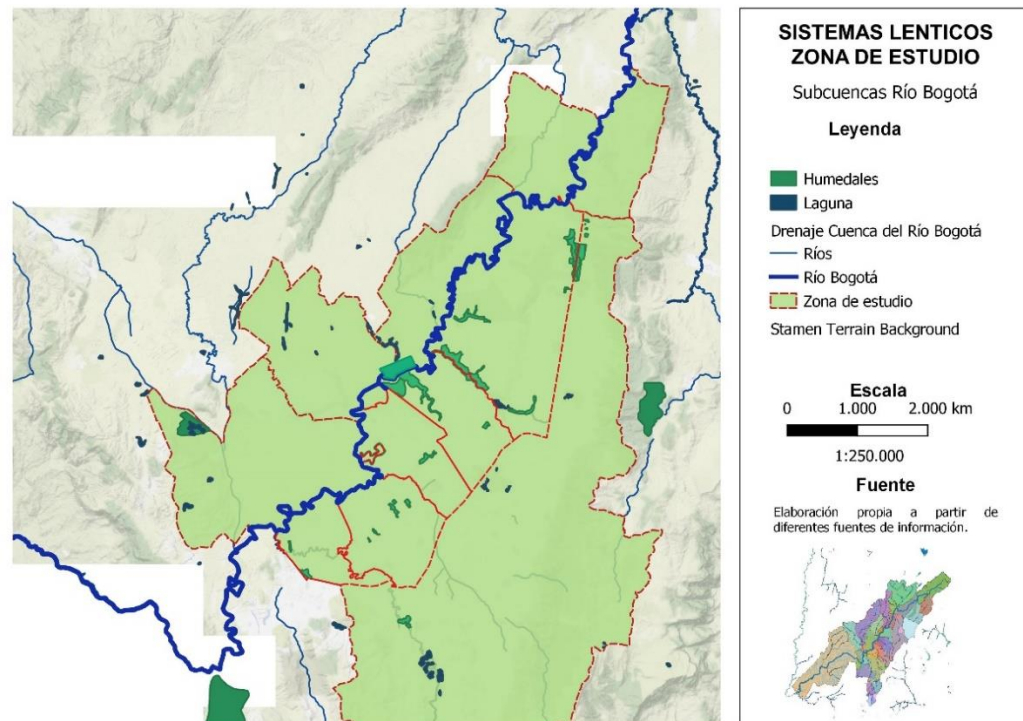 SISTEMAS LENTICOS
ZONA DE ESTUDIO
Subcuencas Río Bogotá
Leyenda
Humedales
Laguna
Drenaje Cuenca del Río Bogotá
Ríos
Río Bogotá
Zona de estudio
Stamen Terrain Background
Escala
0 1.000 2.000 km
1:250.000
Fuente
Elaboración propia a partir de
diferentes fuentes de información.